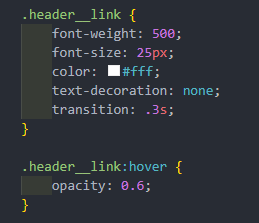 .header__link {
    font-weight: 500;
    font-size: 25px;
    color: #fff;
    text-decoration: none;
    transition: .3s;
}

.header__link:hover {
    opacity: 0.6;
}